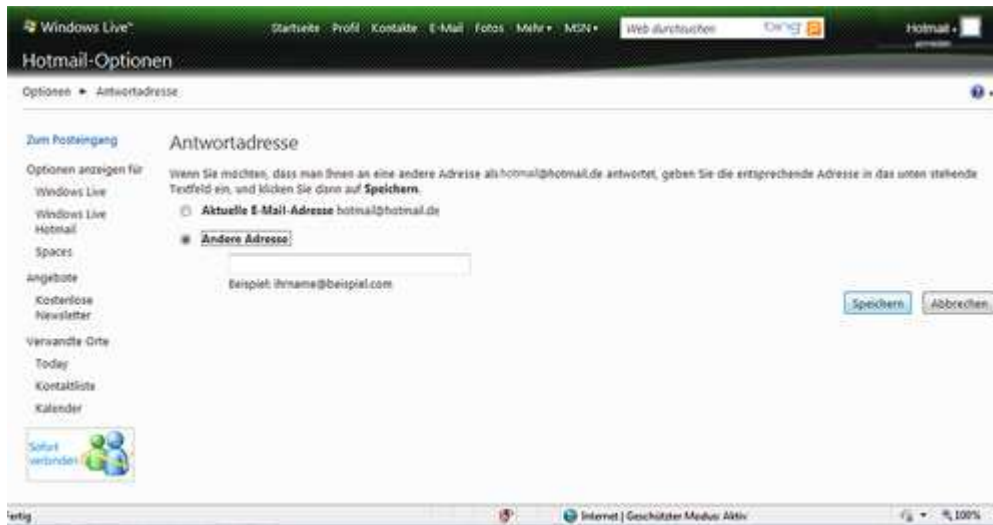 Windows Live™
Startseite Profil Kontakte E-Mail Fotos Mehr MSN
Web durchsuchen bing
Hotmail
abmelden
Hotmail-Optionen
Optionen ▸ Antwortadresse
Zum Posteingang
Optionen anzeigen für
Windows Live
Windows Live
Hotmail
Spaces
Angebote
Kostenlose
Newsletter
Verwandte Orte
Today
Kontaktliste
Kalender
Sofort
verbinden
Antwortadresse
Wenn Sie möchten, dass man Ihnen an eine andere Adresse als hotmail@hotmail.de antwortet, geben Sie die entsprechende Adresse in das unten stehende
Textfeld ein, und klicken Sie dann auf Speichern.
Aktuelle E-Mail-Adresse hotmail@hotmail.de
Andere Adresse:
Beispiel: ihrname@beispiel.com
Speichern Abbrechen
Fertig
Internet | Geschützter Modus: Aktiv
100%